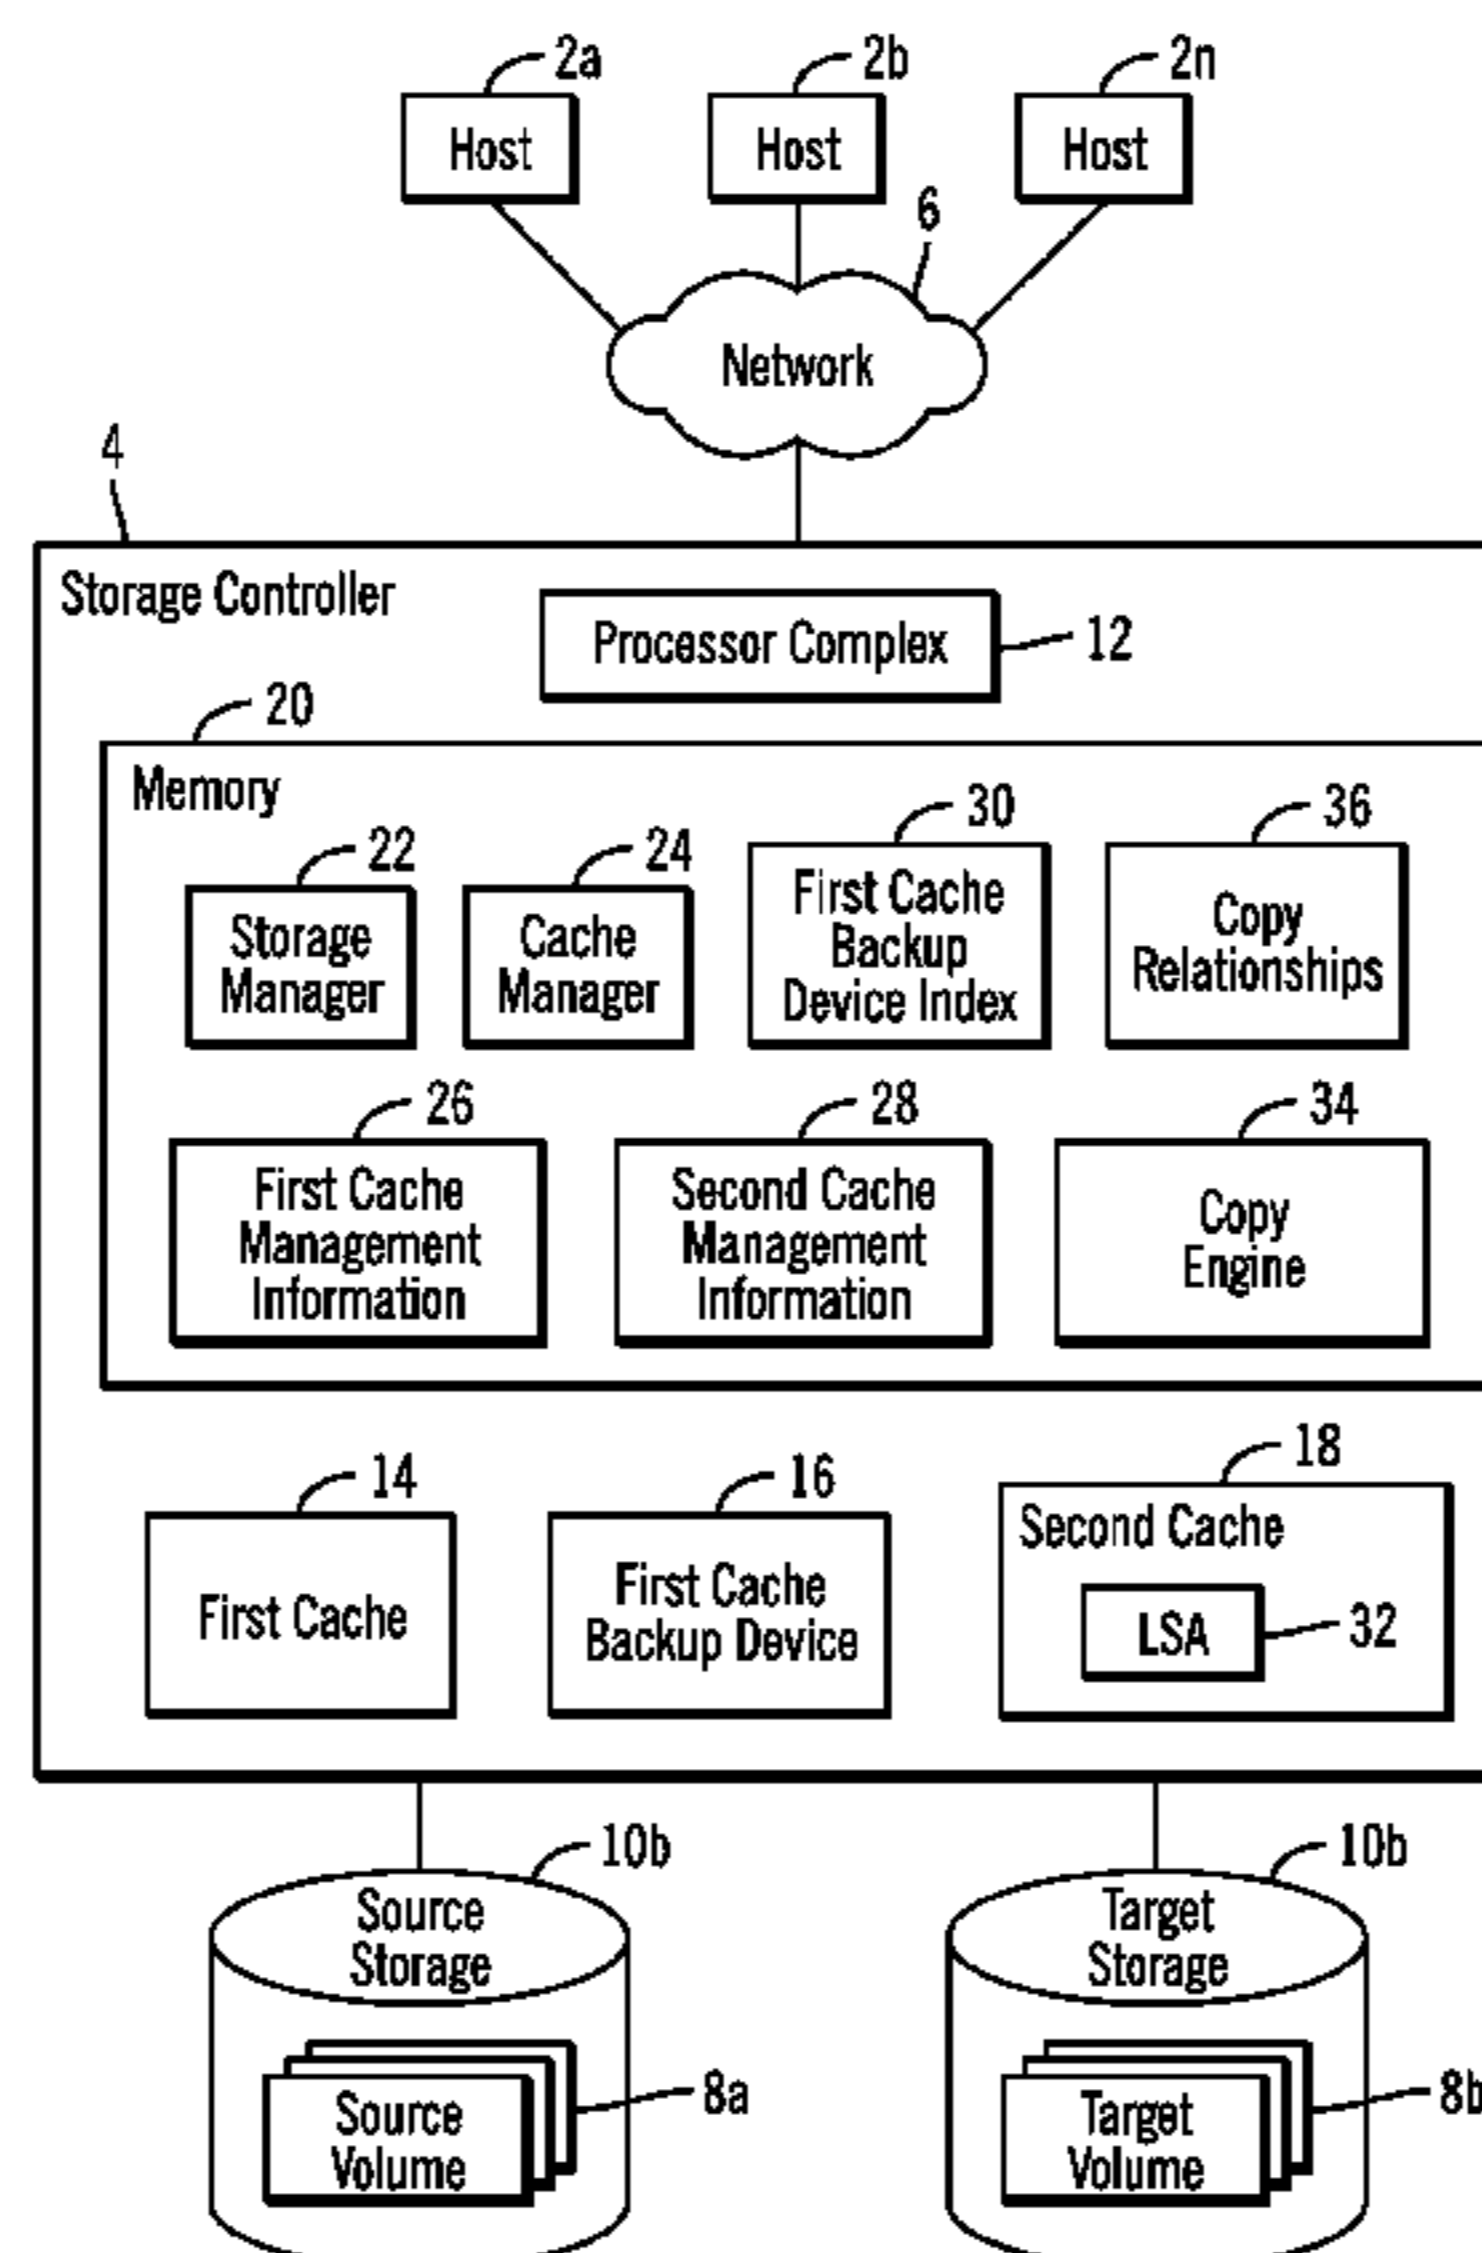 2a
2b
2n
Host
Host
Host
6
Network
4
Storage Controller
Processor Complex
12
20
Memory
22
24
30
36
Storage
Manager
Cache
Manager
First Cache
Backup
Device Index
Copy
Relationships
26
28
34
First Cache
Management
Information
Second Cache
Management
Information
Copy
Engine
14
16
18
First Cache
First Cache
Backup Device
Second Cache
LSA
32
10b
10b
Source
Storage
Target
Storage
8a
8b
Source
Volume
Target
Volume